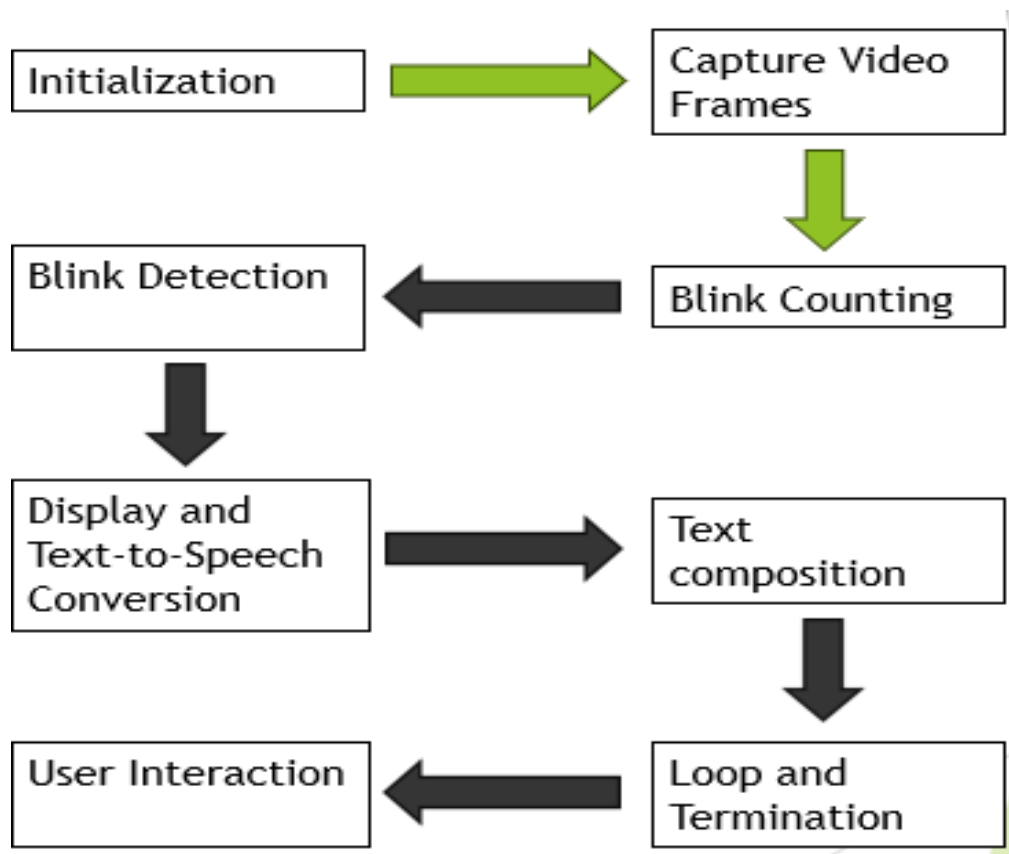 Initialization
Capture Video
Frames
Blink Counting
Blink Detection
Display and
Text-to-Speech
Conversion
Text
composition
Loop and
Termination
User Interaction